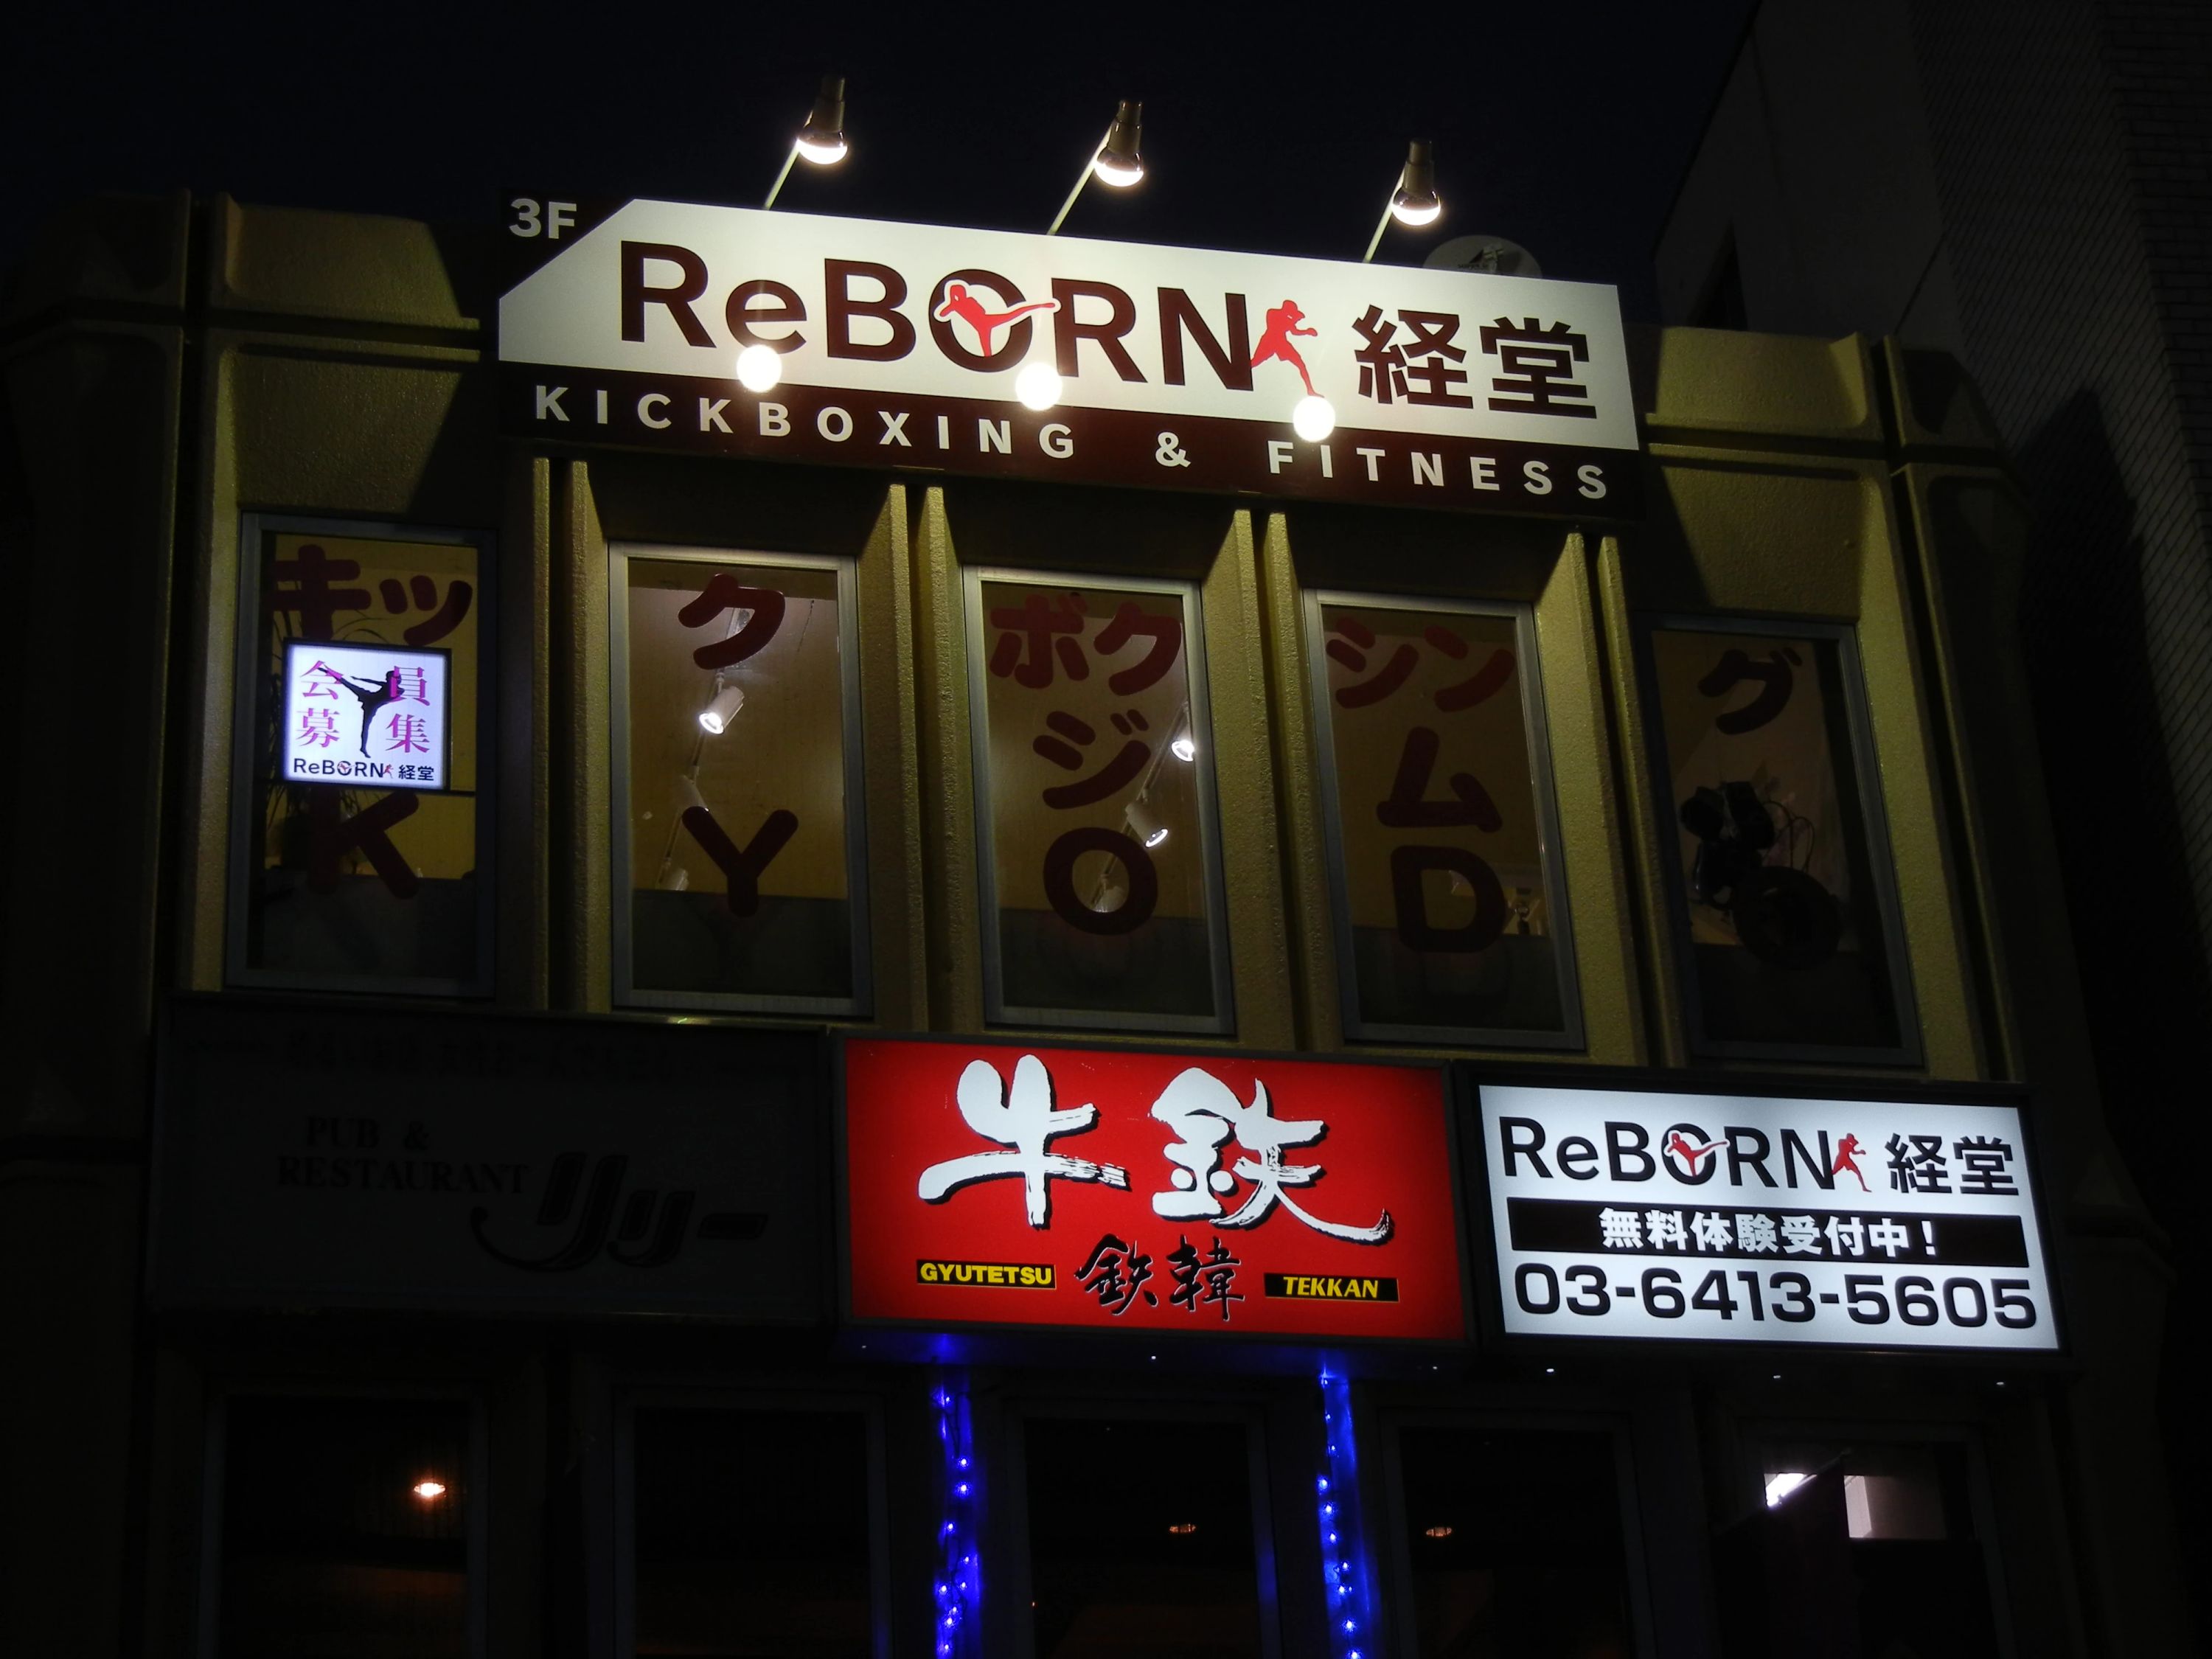 3F
ReBORN 経堂
KICKBOXING & FITNESS
キック ボクシング
ジム
KYODO
会員
募集
ReBORN 経堂
PUB &
RESTAURANT リリー
牛鉄
GYUTETSU 鉄韓 TEKKAN
ReBORN 経堂
無料体験受付中!
03-6413-5605